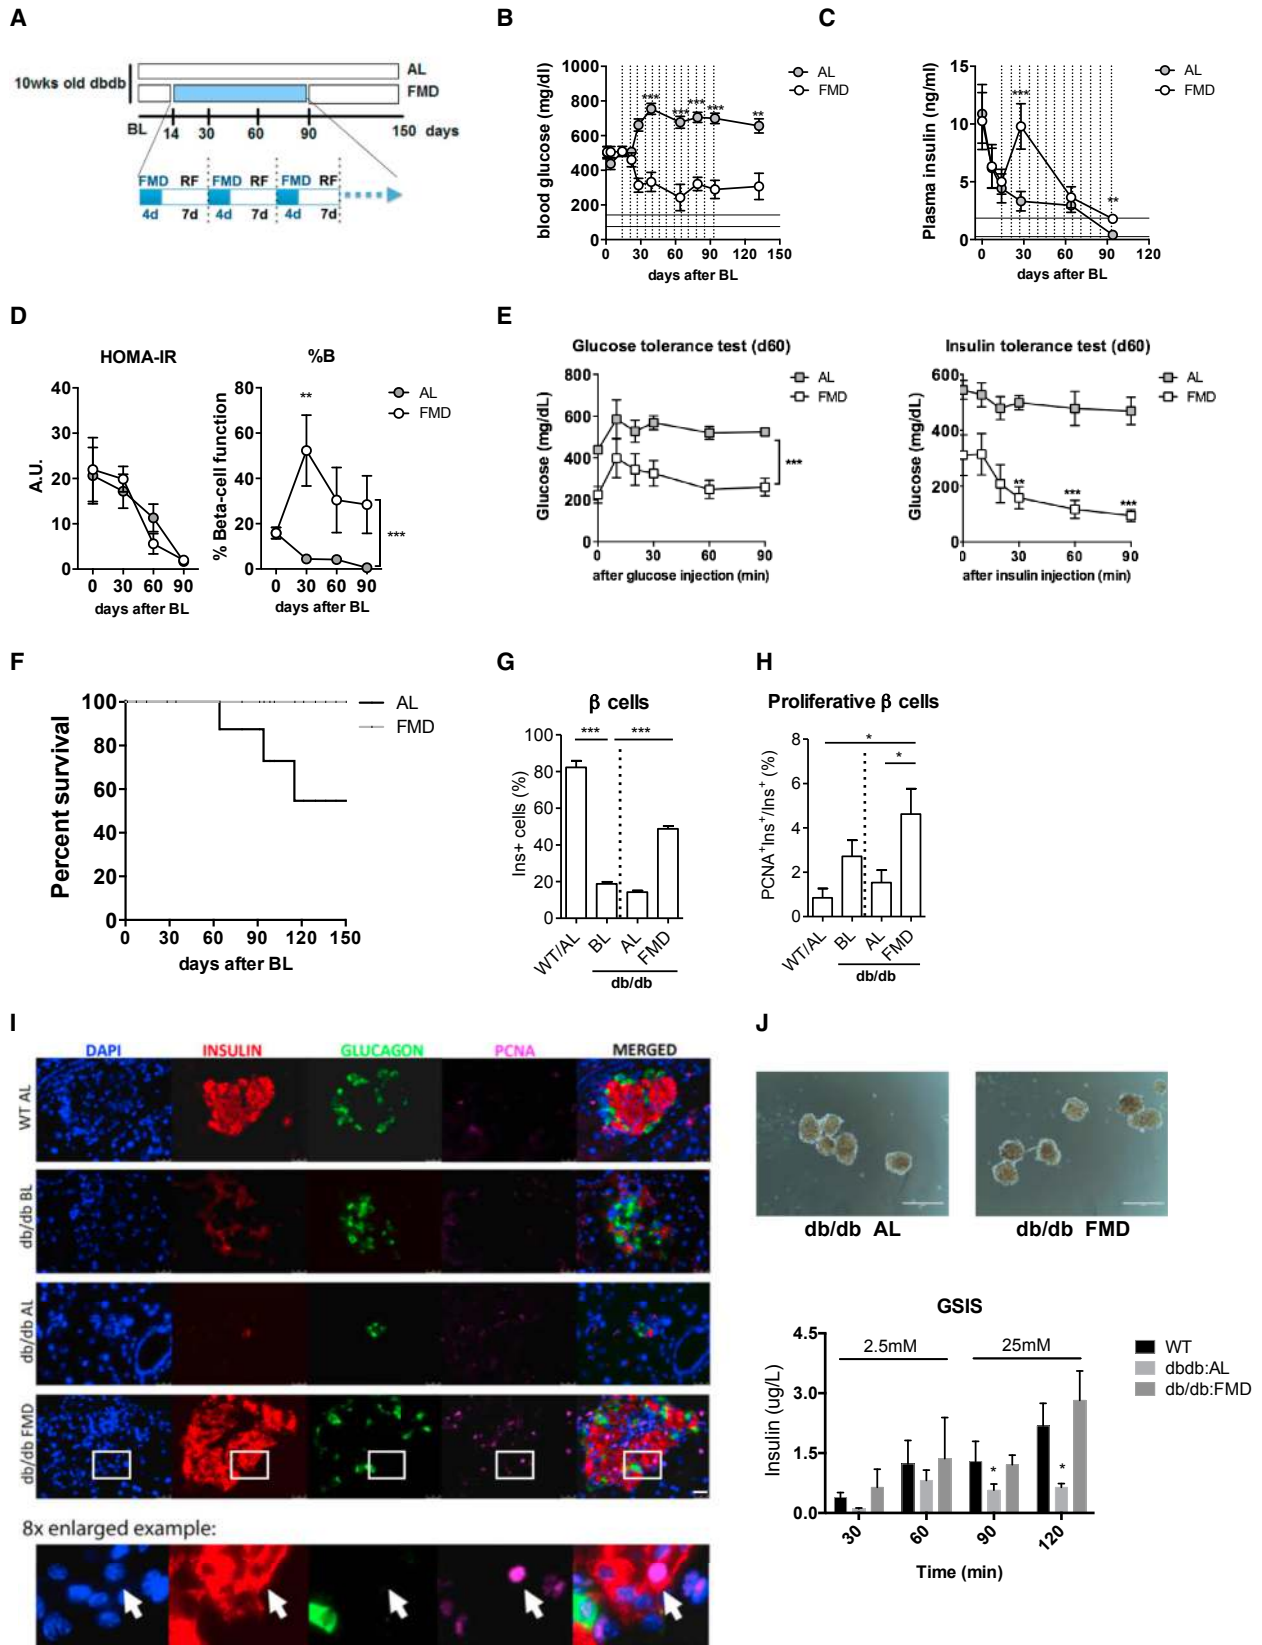 A
10wks old dbdb
AL
FMD
BL 14 30 60 90 150 days
FMD RF FMD RF FMD RF
4d 7d 4d 7d 4d 7d
B
blood glucose (mg/dl)
1000
800
600
400
200
0
*** *** *** *** **
AL
FMD
0 30 60 90 120 150
days after BL
C
Plasma insulin (ng/ml)
15
10
5
0
***
**
AL
FMD
0 30 60 90 120
days after BL
D
HOMA-IR
A.U.
40
30
20
10
0
0 30 60 90
days after BL
%B
% Beta-cell function
80
60
40
20
0
**
***
AL
FMD
0 30 60 90
days after BL
E
Glucose tolerance test (d60)
Glucose (mg/dL)
800
600
400
200
0
AL
FMD
***
0 30 60 90
after glucose injection (min)
Insulin tolerance test (d60)
Glucose (mg/dL)
600
400
200
0
AL
FMD
** *** ***
0 30 60 90
after insulin injection (min)
F
Percent survival
100
80
60
40
20
0
AL
FMD
0 30 60 90 120 150
days after BL
G
β cells
Ins+ cells (%)
100
80
60
40
20
0
*** ***
WT/AL BL AL FMD
db/db
H
Proliferative β cells
PCNA+Ins+/Ins+ (%)
8
6
4
2
0
*
*
WT/AL BL AL FMD
db/db
I
DAPI INSULIN GLUCAGON PCNA MERGED
WT AL
db/db BL
db/db AL
db/db FMD
8x enlarged example:
J
db/db AL
db/db FMD
GSIS
Insulin (ug/L)
4.5
3.0
1.5
0.0
2.5mM 25mM
* *
WT
dbdb:AL
db/db:FMD
30 60 90 120
Time (min)